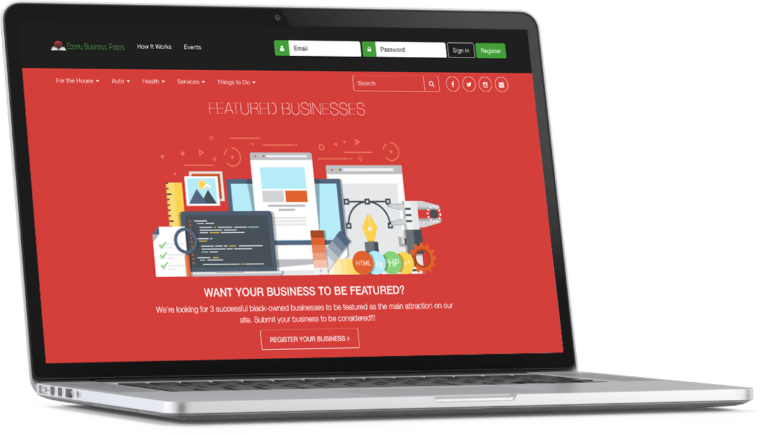 Ebony Business Pages How It Works Events Email Password Sign in Register
For the House Auto Health Services Things to Do Search
FEATURED BUSINESSES
HTML PHP
WANT YOUR BUSINESS TO BE FEATURED?
We're looking for 3 successful black-owned businesses to be featured as the main attraction on our
site. Submit your business to be considered!!!
REGISTER YOUR BUSINESS »